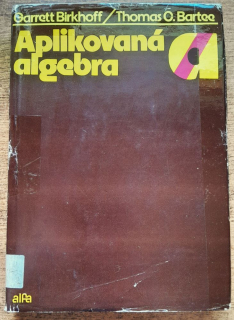 Garrett Birkhoff/Thomas O. Bartee
Aplikovaná
algebra
alfa